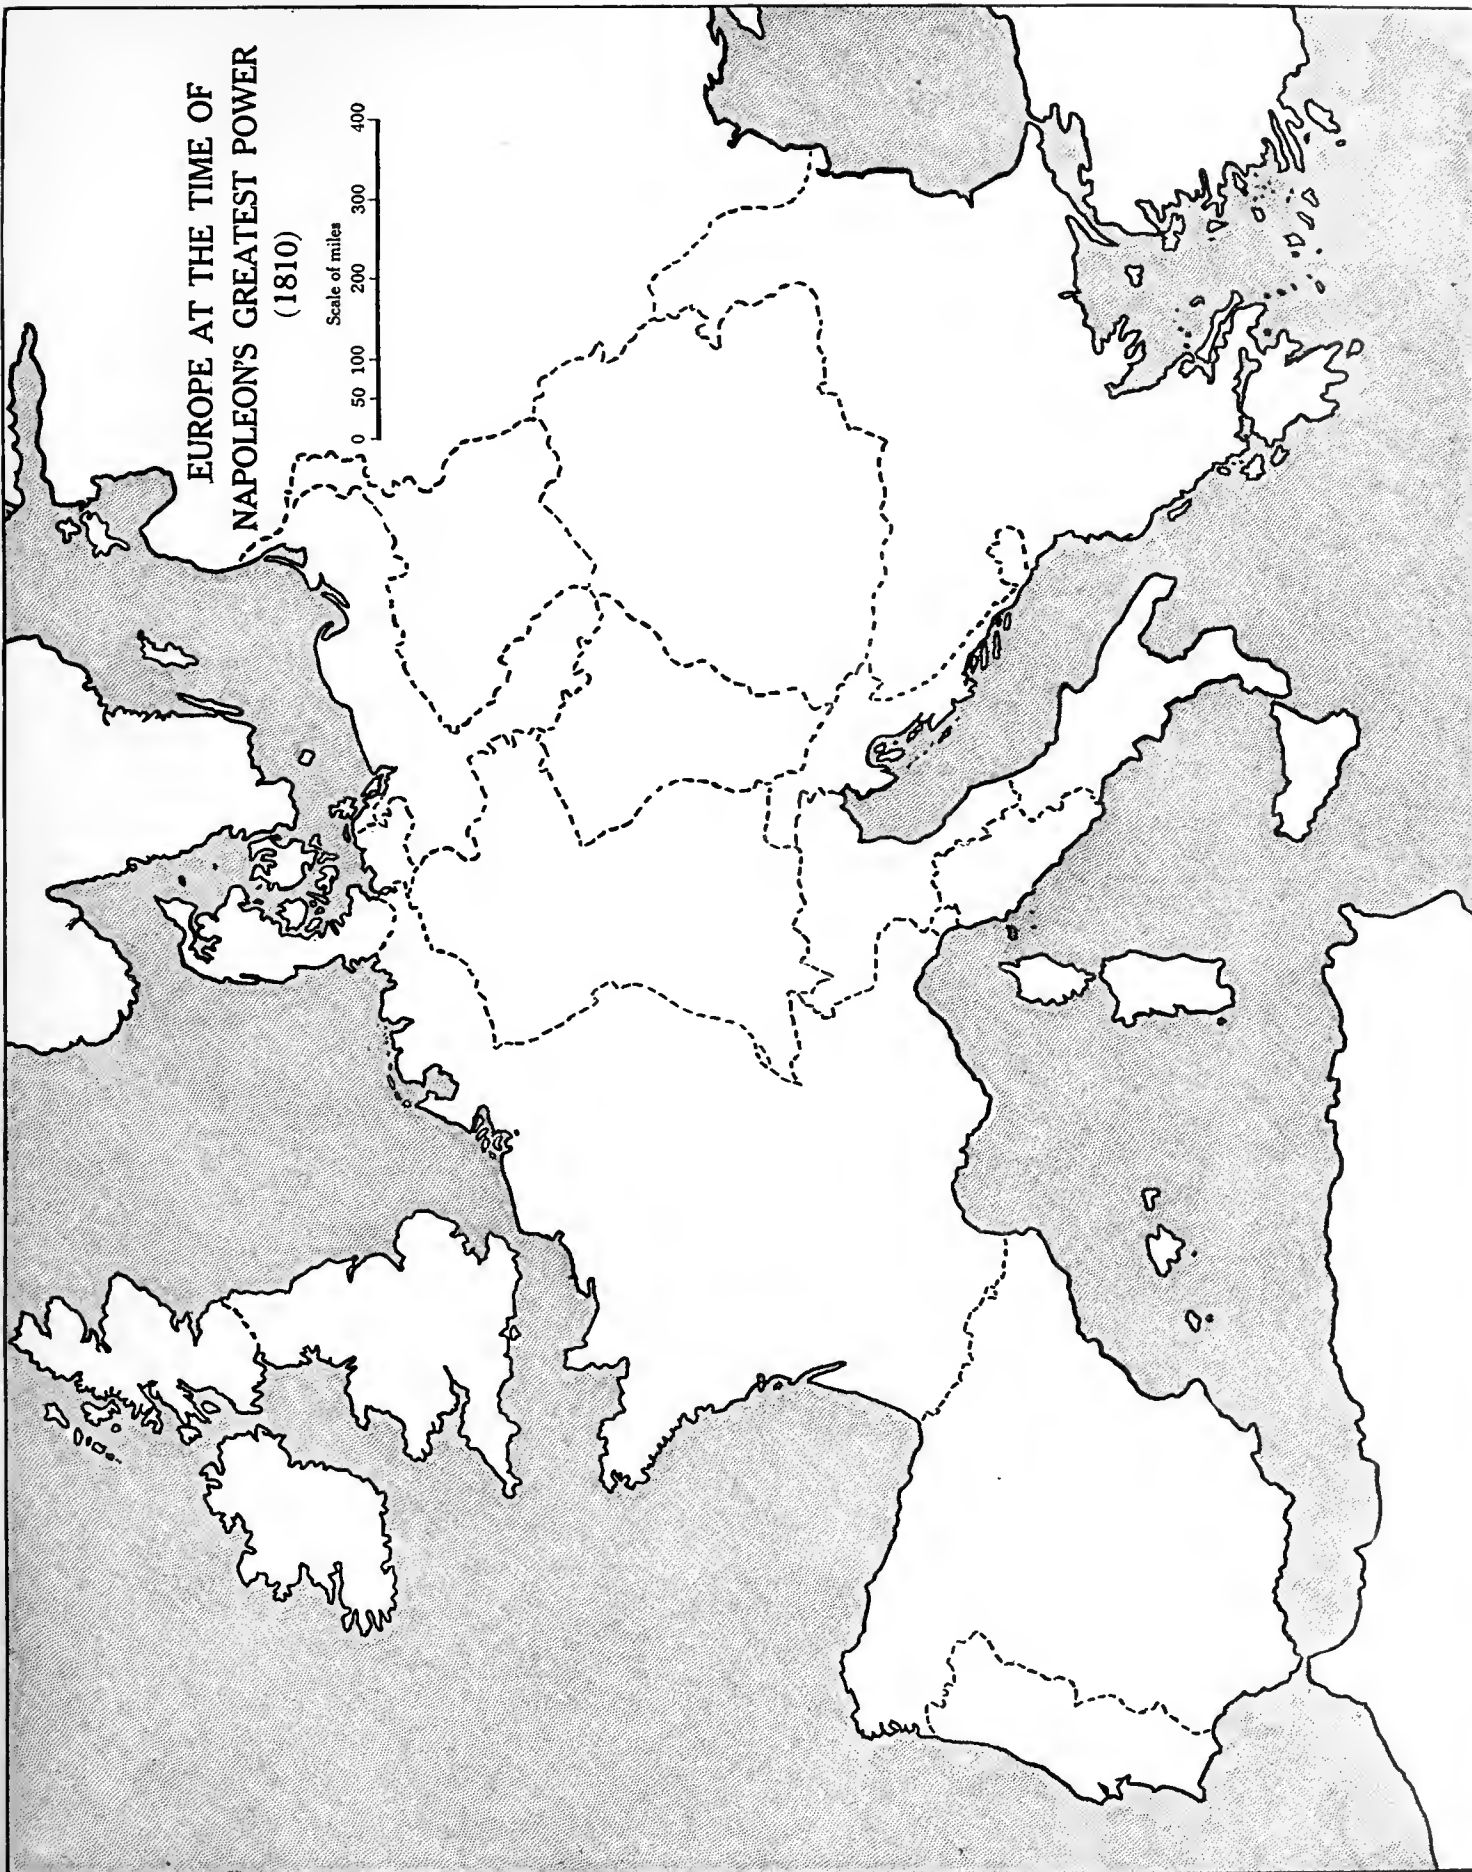 EUROPE AT THE TIME OF
NAPOLEON'S GREATEST POWER
(1810)
Scale of miles
0 50 100 200 300 400